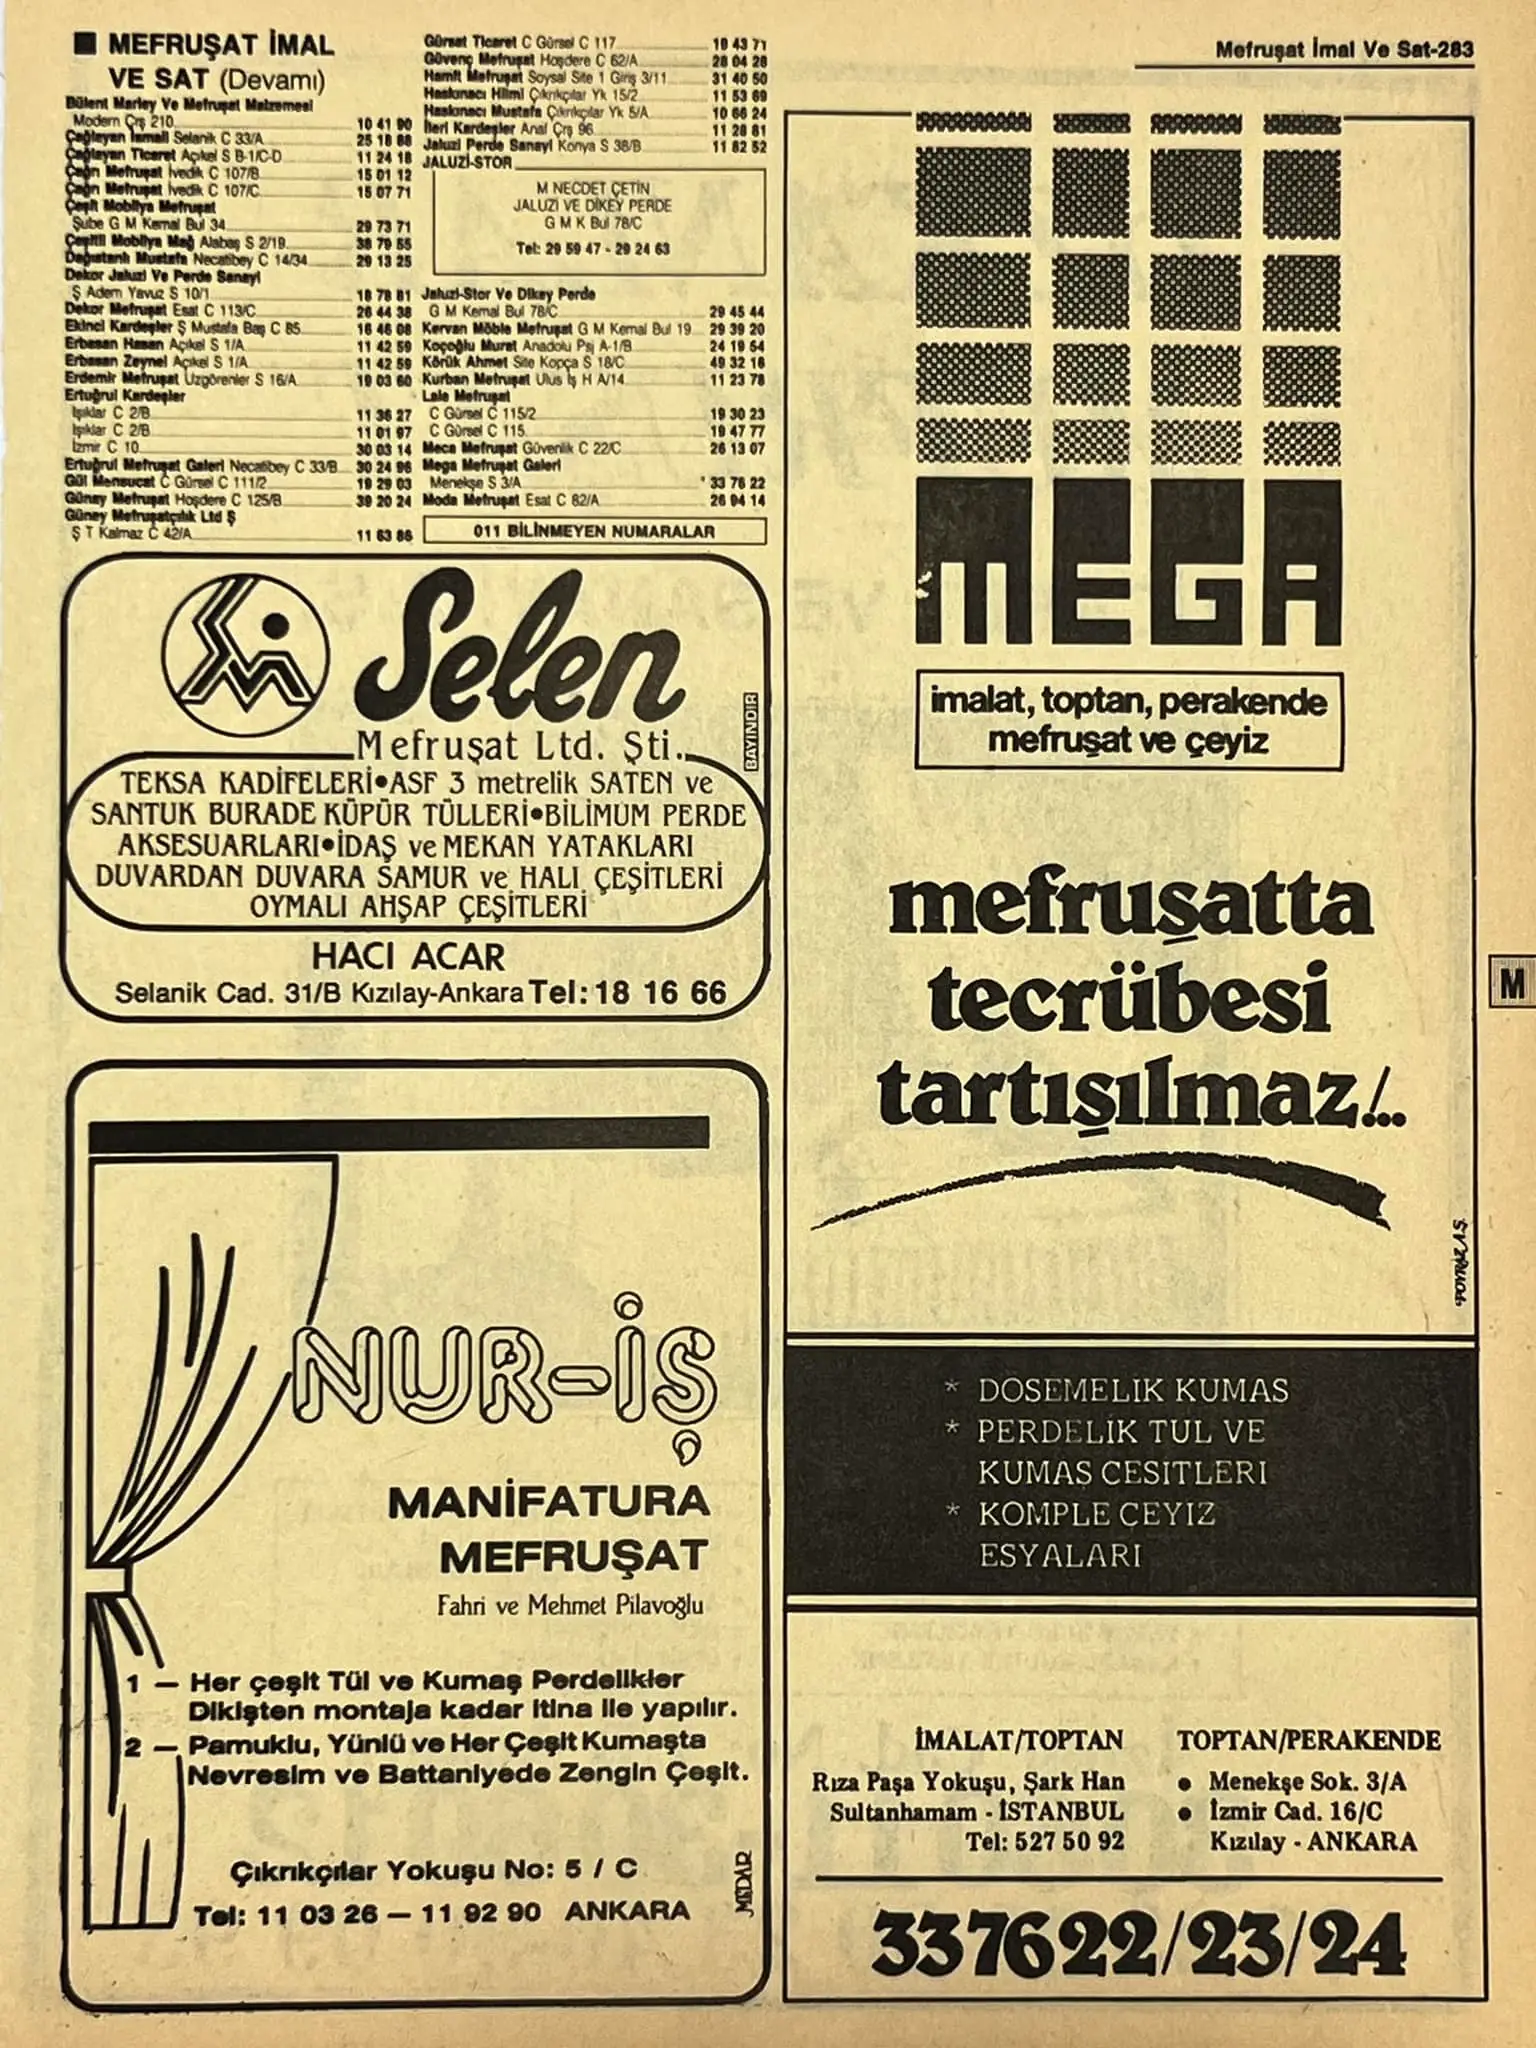 ■ MEFRUŞAT İMAL
VE SAT (Devamı)
Bülent Marley Ve Mefruşat Malzemesi
Modern Çrş 210 10 41 90
Çağlayan İsmail Selanik C 33/A 25 18 68
Çağlayan Ticaret Açıkel S B-1/C-D 11 24 18
Çağrı Mefruşat İvedik C 107/B 15 01 12
Çağrı Mefruşat İvedik C 107/C 15 07 71
Çeşit Mobilya Mefruşat
Şube G M Kemal Bul 34 29 73 71
Çeşitli Mobilya Mağ Alabaş S 2/19 38 79 55
Dağıstanlı Mustafa Necatibey C 14/34 29 13 25
Dekor Jaluzi Ve Perde Sanayi
Ş Adem Yavuz S 10/1 18 78 81
Dekor Mefruşat Esat C 113/C 26 44 38
Ekinci Kardeşler Ş Mustafa Baş C 85 16 46 08
Erbasan Hasan Açıkel S 1/A 11 42 59
Erbasan Zeynel Açıkel S 1/A 11 42 59
Erdemir Mefruşat Uzgörenler S 16/A 19 03 60
Ertuğrul Kardeşler
Işıklar C 2/B 11 36 27
Işıklar C 2/B 11 01 97
İzmir C 10 30 03 14
Ertuğrul Mefruşat Galeri Necatibey C 33/B 30 24 96
Gül Mensucat C Gürsel C 111/2 19 29 03
Günay Mefruşat Hoşdere C 125/B 39 20 24
Güney Mefruşatçılık Ltd Ş
Ş T Kalmaz C 42/A 11 63 86
Gürsat Ticaret C Gürsel C 117 19 43 71
Güvenç Mefruşat Hoşdere C 62/A 28 04 28
Hamit Mefruşat Soysal Site 1 Giriş 3/11 31 40 50
Haskınacı Hilmi Çıkrıkçılar Yk 15/2 11 53 69
Haskınacı Mustafa Çıkrıkçılar Yk 5/A 10 66 24
İleri Kardeşler Anal Çrş 96 11 28 81
Jaluzi Perde Sanayi Konya S 38/B 11 82 52
JALUZİ-STOR
M NECDET ÇETİN
JALUZİ VE DİKEY PERDE
G M K Bul 78/C
Tel: 29 59 47 - 29 24 63
Jaluzi-Stor Ve Dikey Perde
G M Kemal Bul 78/C 29 45 44
Kervan Möble Mefruşat G M Kemal Bul 19 29 39 20
Koçoğlu Murat Anadolu Psj A-1/B 24 19 54
Körük Ahmet Site Kopça S 18/C 49 32 16
Kurban Mefruşat Ulus İş H A/14 11 23 78
Lale Mefruşat
C Gürsel C 115/2 19 30 23
C Gürsel C 115 19 47 77
Meca Mefruşat Güvenlik C 22/C 26 13 07
Mega Mefruşat Galeri
Menekşe S 3/A * 33 76 22
Moda Mefruşat Esat C 82/A 26 94 14
011 BİLİNMEYEN NUMARALAR
Selen
Mefruşat Ltd. Şti.
BAYINDIR
TEKSA KADİFELERİ•ASF 3 metrelik SATEN ve
SANTUK BURADE KÜPÜR TÜLLERİ•BİLİMUM PERDE
AKSESUARLARI•İDAŞ ve MEKAN YATAKLARI
DUVARDAN DUVARA SAMUR ve HALI ÇEŞİTLERİ
OYMALI AHŞAP ÇEŞİTLERİ
HACI ACAR
Selanik Cad. 31/B Kızılay-Ankara Tel: 18 16 66
NUR-İŞ
MANİFATURA
MEFRUŞAT
Fahri ve Mehmet Pilavoğlu
1 — Her çeşit Tül ve Kumaş Perdelikler
Dikişten montaja kadar itina ile yapılır.
2 — Pamuklu, Yünlü ve Her Çeşit Kumaşta
Nevresim ve Battaniyede Zengin Çeşit.
Çıkrıkçılar Yokuşu No: 5 / C
Tel: 11 03 26 — 11 92 90 ANKARA
Mefruşat İmal Ve Sat-283
MEGA
imalat, toptan, perakende
mefruşat ve çeyiz
mefruşatta
tecrübesi
tartışılmaz!..
POYRAZ A.Ş.
* DOSEMELIK KUMAS
* PERDELIK TUL VE
KUMAS CESITLERI
* KOMPLE ÇEYIZ
ESYALARI
İMALAT/TOPTAN
Rıza Paşa Yokuşu, Şark Han
Sultanhamam - İSTANBUL
Tel: 527 50 92
TOPTAN/PERAKENDE
• Menekşe Sok. 3/A
• İzmir Cad. 16/C
Kızılay - ANKARA
337622/23/24
M